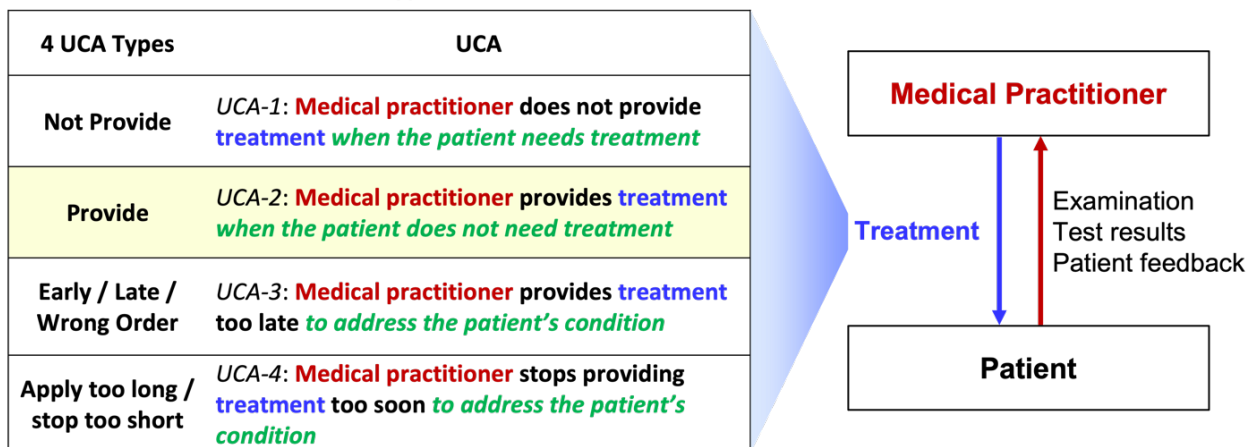 4 UCA Types
UCA
Not Provide
UCA-1: Medical practitioner does not provide
treatment when the patient needs treatment
Provide
UCA-2: Medical practitioner provides treatment
when the patient does not need treatment
Early / Late /
Wrong Order
UCA-3: Medical practitioner provides treatment
too late to address the patient’s condition
Apply too long /
stop too short
UCA-4: Medical practitioner stops providing
treatment too soon to address the patient’s
condition
Medical Practitioner
Treatment
Examination
Test results
Patient feedback
Patient